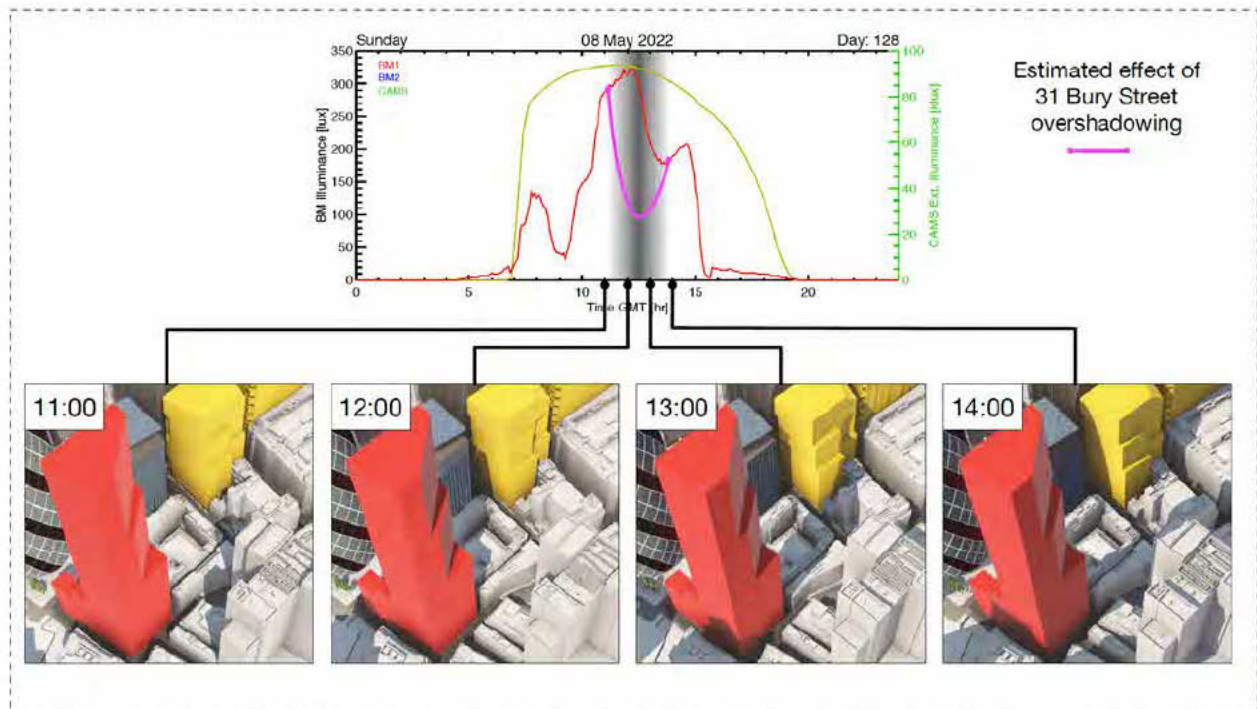 Sunday 08 May 2022 Day: 128
350
300
250
200
150
100
50
0
BM Illuminance [lux]
BM1
BM2
CAMS
100
80
60
40
20
0
CAMS Ext. Illuminance [klux]
0 5 10 15 20
Time GMT [hr]
Estimated effect of
31 Bury Street
overshadowing
11:00 12:00 13:00 14:00